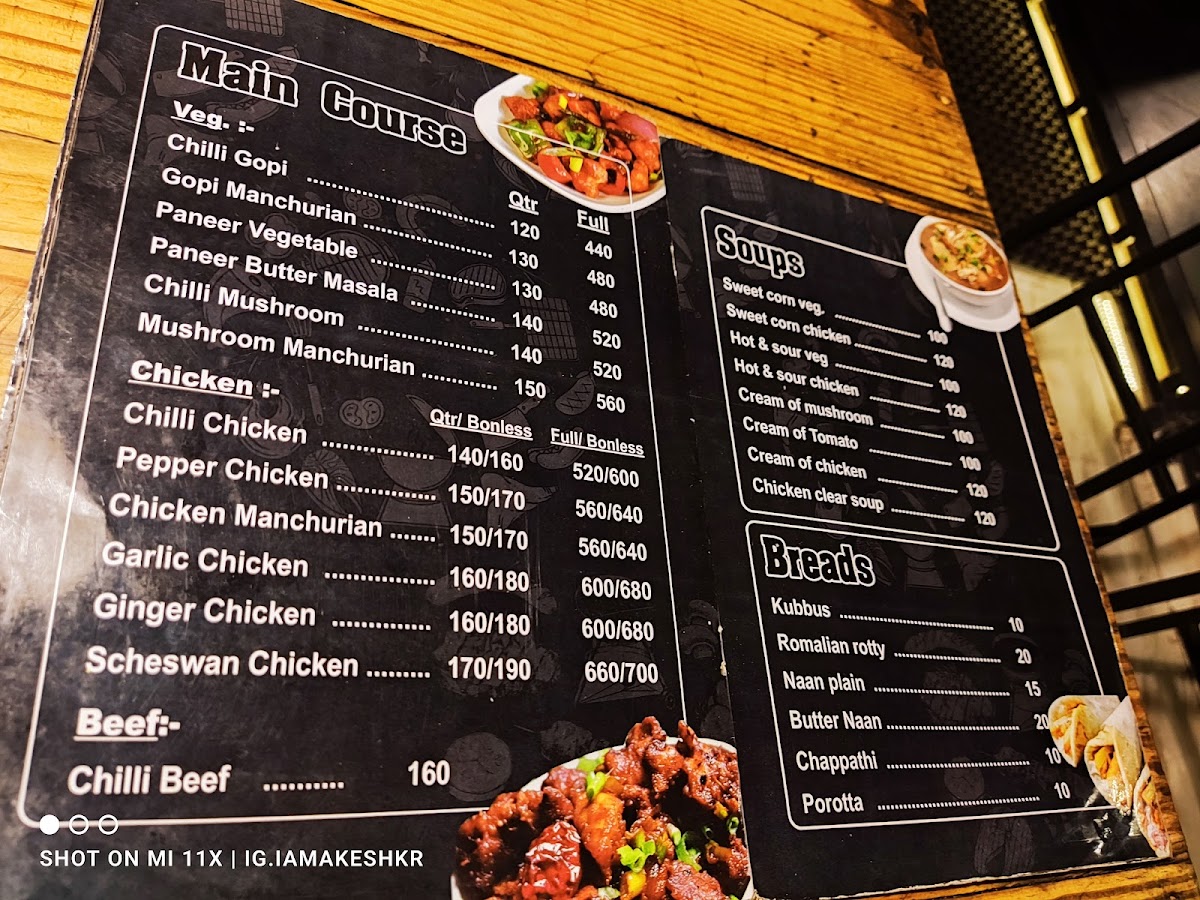 Main Course
Veg. :-
Qtr Full
Chilli Gopi ........ 120 440
Gopi Manchurian ........ 130 480
Paneer Vegetable ........ 130 480
Paneer Butter Masala ........ 140 520
Chilli Mushroom ........ 140 520
Mushroom Manchurian ........ 150 560
Chicken :-
Qtr/ Bonless Full/ Bonless
Chilli Chicken ........ 140/160 520/600
Pepper Chicken ........ 150/170 560/640
Chicken Manchurian ....... 150/170 560/640
Garlic Chicken ........ 160/180 600/680
Ginger Chicken ........ 160/180 600/680
Scheswan Chicken ......... 170/190 660/700
Beef:-
Chilli Beef .......... 160
Soups
Sweet corn veg. ........ 100
Sweet corn chicken ........ 120
Hot & sour veg ........ 100
Hot & sour chicken ........ 120
Cream of mushroom ........ 100
Cream of Tomato ........ 100
Cream of chicken ........ 120
Chicken clear soup ........ 120
Breads
Kubbus ........ 10
Romalian rotty ........ 20
Naan plain ........ 15
Butter Naan ........ 20
Chappathi ........ 10
Porotta ........ 10
SHOT ON MI 11X | IG.IAMAKESHKR